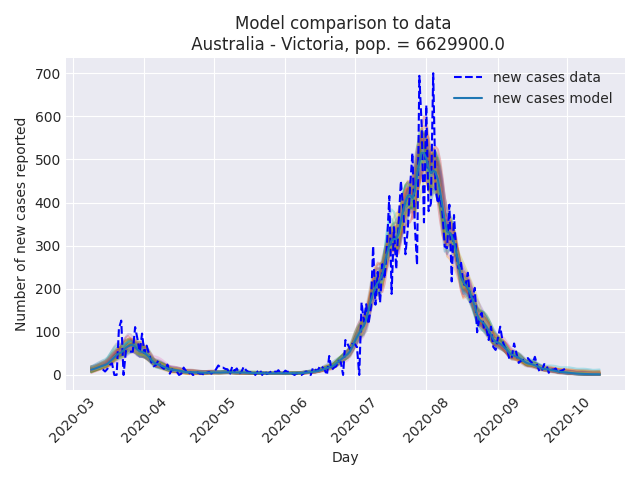 Model comparison to data
Australia - Victoria, pop. = 6629900.0
new cases data
new cases model
Number of new cases reported
700
600
500
400
300
200
100
0
2020-03
2020-04
2020-05
2020-06
2020-07
2020-08
2020-09
2020-10
Day